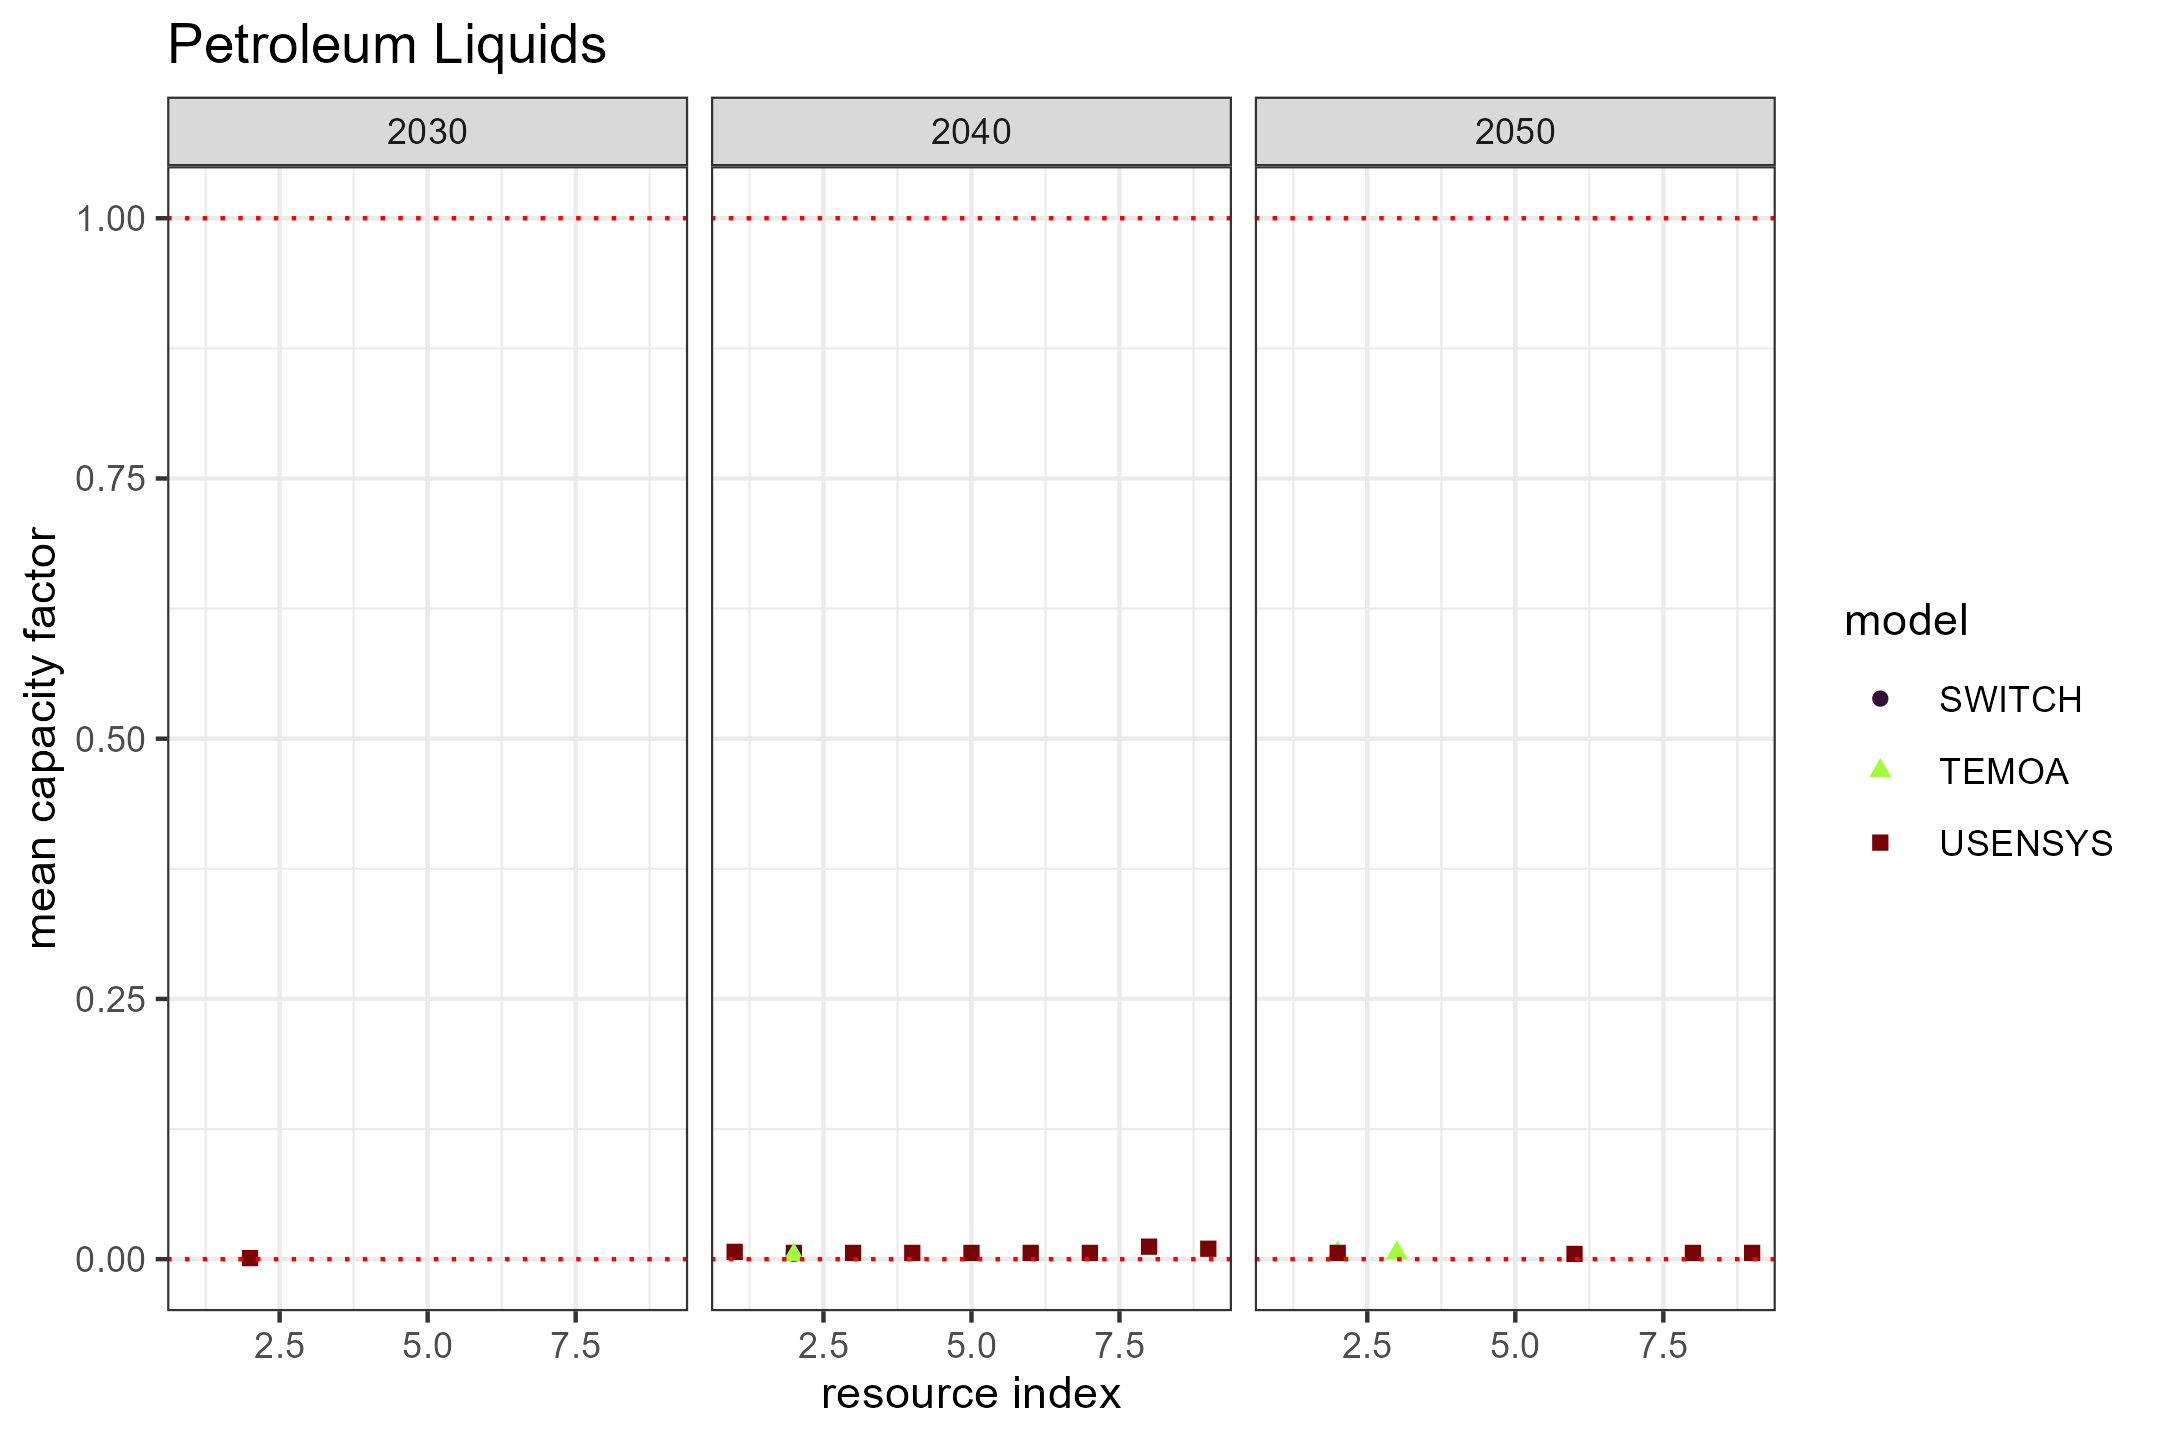 Petroleum Liquids
2030 2040 2050
1.00
0.75
0.50
0.25
0.00
mean capacity factor
2.5 5.0 7.5 2.5 5.0 7.5 2.5 5.0 7.5
resource index
model
SWITCH
TEMOA
USENSYS